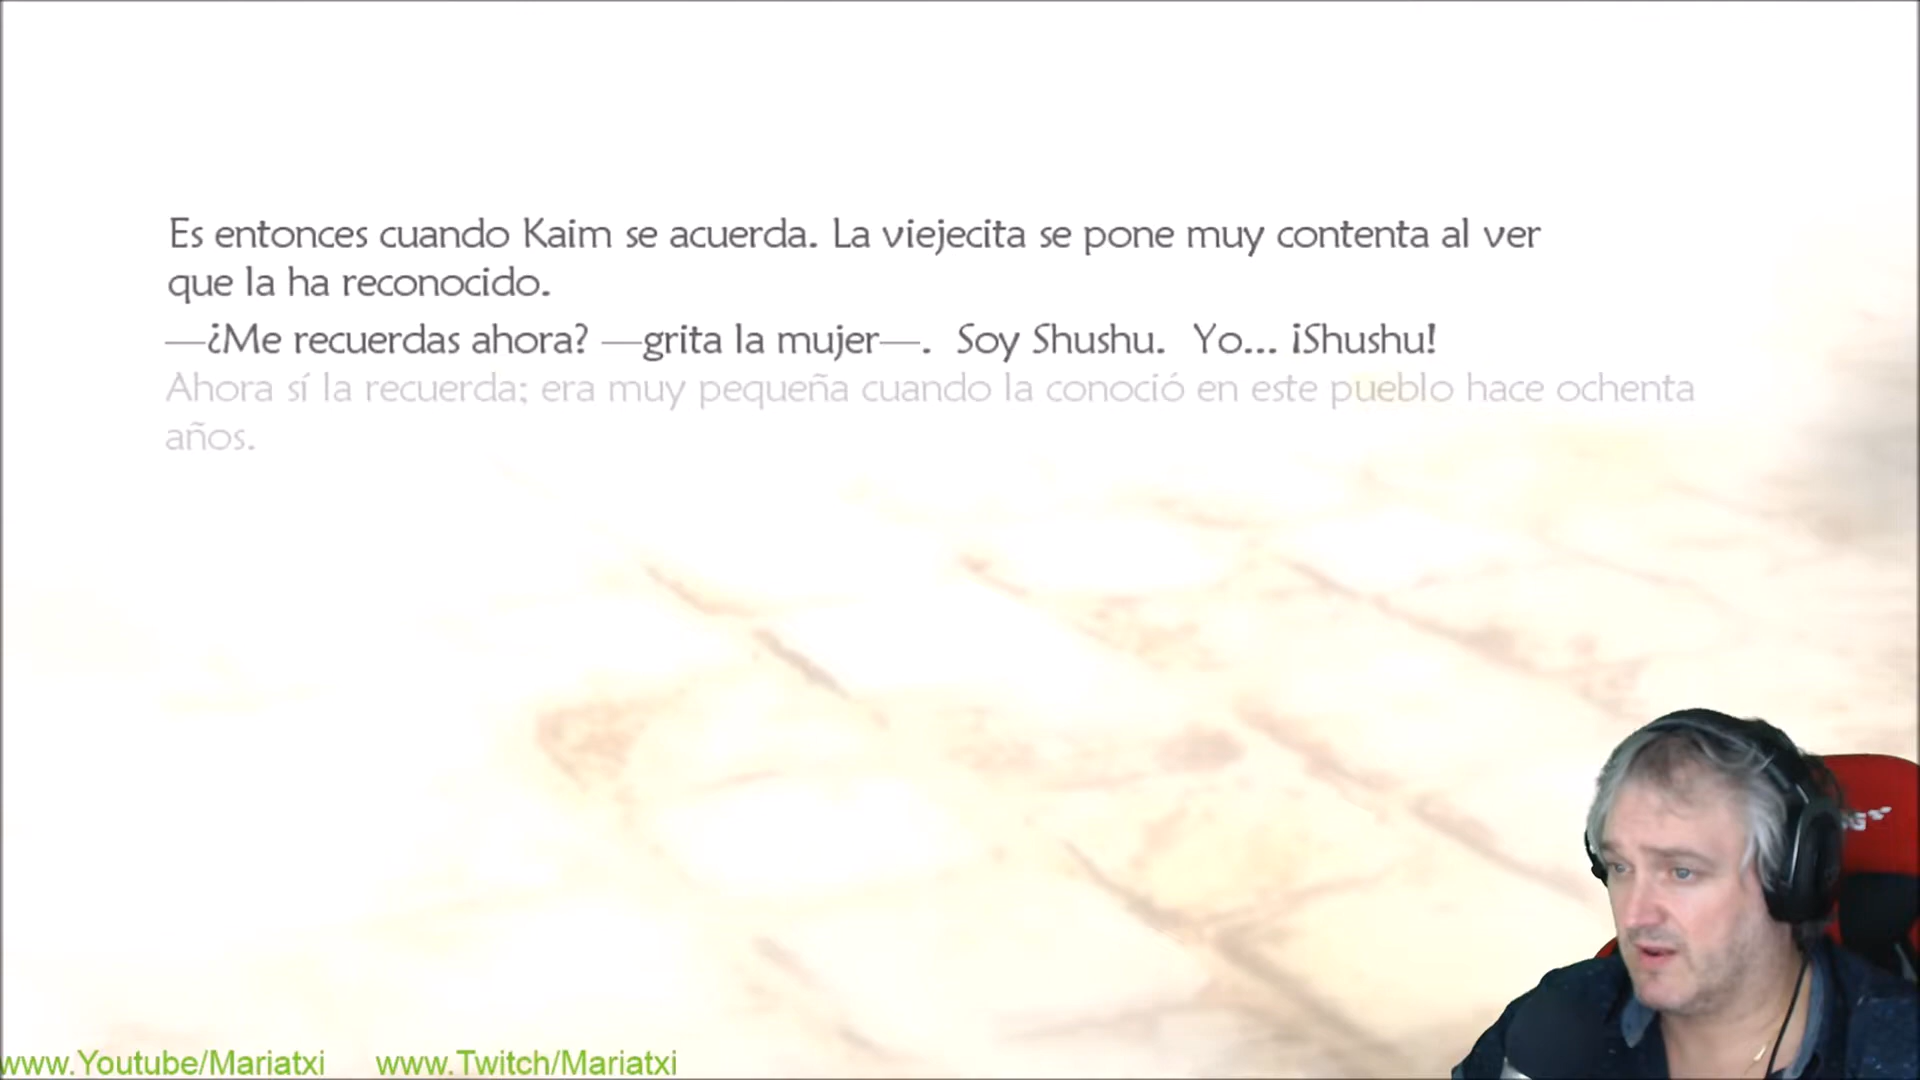 Es entonces cuando Kaim se acuerda. La viejecita se pone muy contenta al ver
que la ha reconocido.
—¿Me recuerdas ahora? —grita la mujer—.  Soy Shushu.  Yo... ¡Shushu!
Ahora sí la recuerda; era muy pequeña cuando la conoció en este pueblo hace ochenta
años.
www.Youtube/Mariatxi www.Twitch/Mariatxi